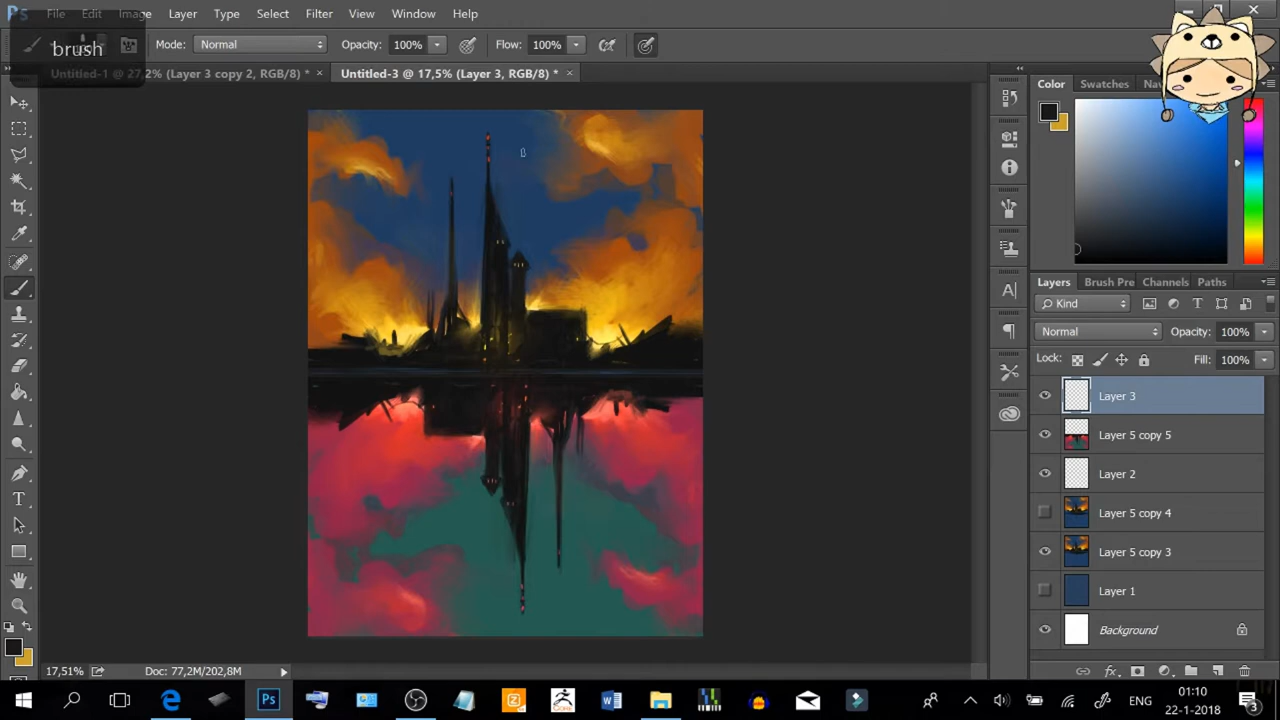 Ps File Edit Image Layer Type Select Filter View Window Help
brush Mode: Normal Opacity: 100% Flow: 100%
Untitled-1 @ 27,2% (Layer 3 copy 2, RGB/8) * × Untitled-3 @ 17,5% (Layer 3, RGB/8) * ×
Color Swatches
Layers Brush Pre Channels Paths
Kind
Normal Opacity: 100%
Lock: Fill: 100%
Layer 3
Layer 5 copy 5
Layer 2
Layer 5 copy 4
Layer 5 copy 3
Layer 1
Background
17,51% Doc: 77,2M/202,8M
ENG 01:10
22-1-2018 3